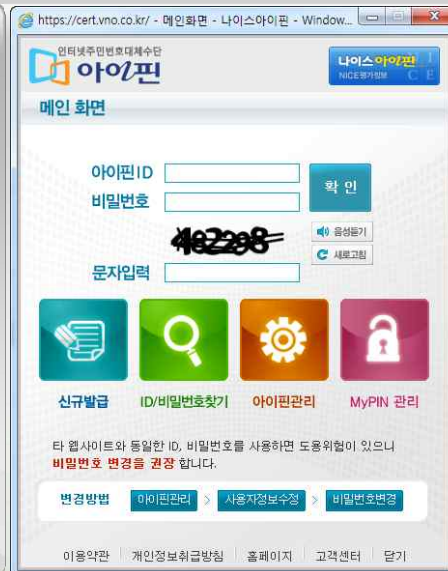 https://cert.vno.co.kr/ - 메인화면 - 나이스아이핀 - Window...
인터넷주민번호대체수단
아이핀
나이스아이핀
NICE평가정보
메인 화면
아이핀ID
비밀번호
확 인
482298
음성듣기
새로고침
문자입력
신규발급 ID/비밀번호찾기 아이핀관리 MyPIN 관리
타 웹사이트와 동일한 ID, 비밀번호를 사용하면 도용위험이 있으니
비밀번호 변경을 권장 합니다.
변경방법 아이핀관리 > 사용자정보수정 > 비밀번호변경
이용약관 개인정보취급방침 홈페이지 고객센터 닫기